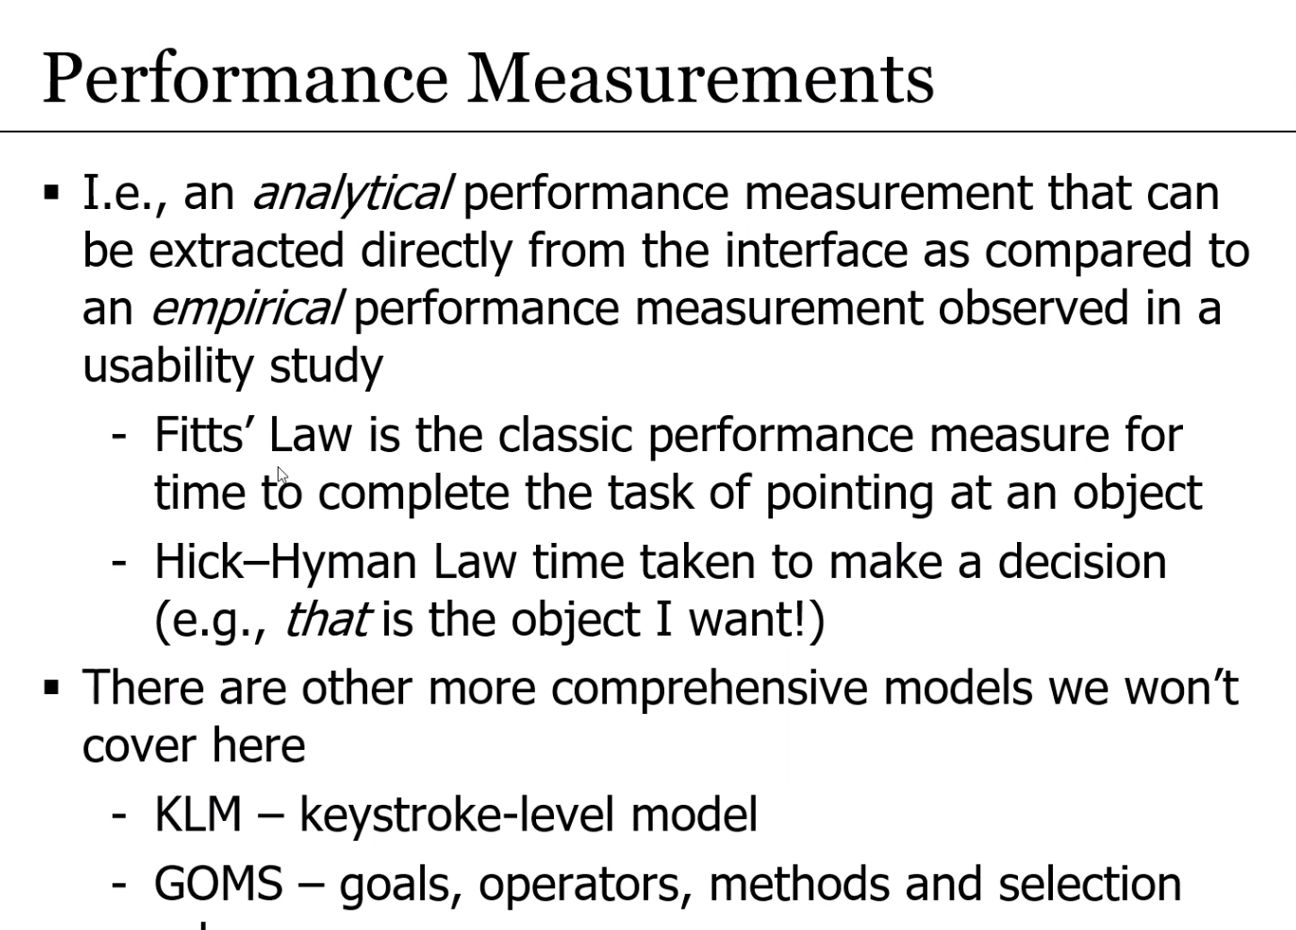 Performance Measurements
▪ I.e., an analytical performance measurement that can
be extracted directly from the interface as compared to
an empirical performance measurement observed in a
usability study
- Fitts’ Law is the classic performance measure for
time to complete the task of pointing at an object
- Hick–Hyman Law time taken to make a decision
(e.g., that is the object I want!)
▪ There are other more comprehensive models we won’t
cover here
- KLM – keystroke-level model
- GOMS – goals, operators, methods and selection